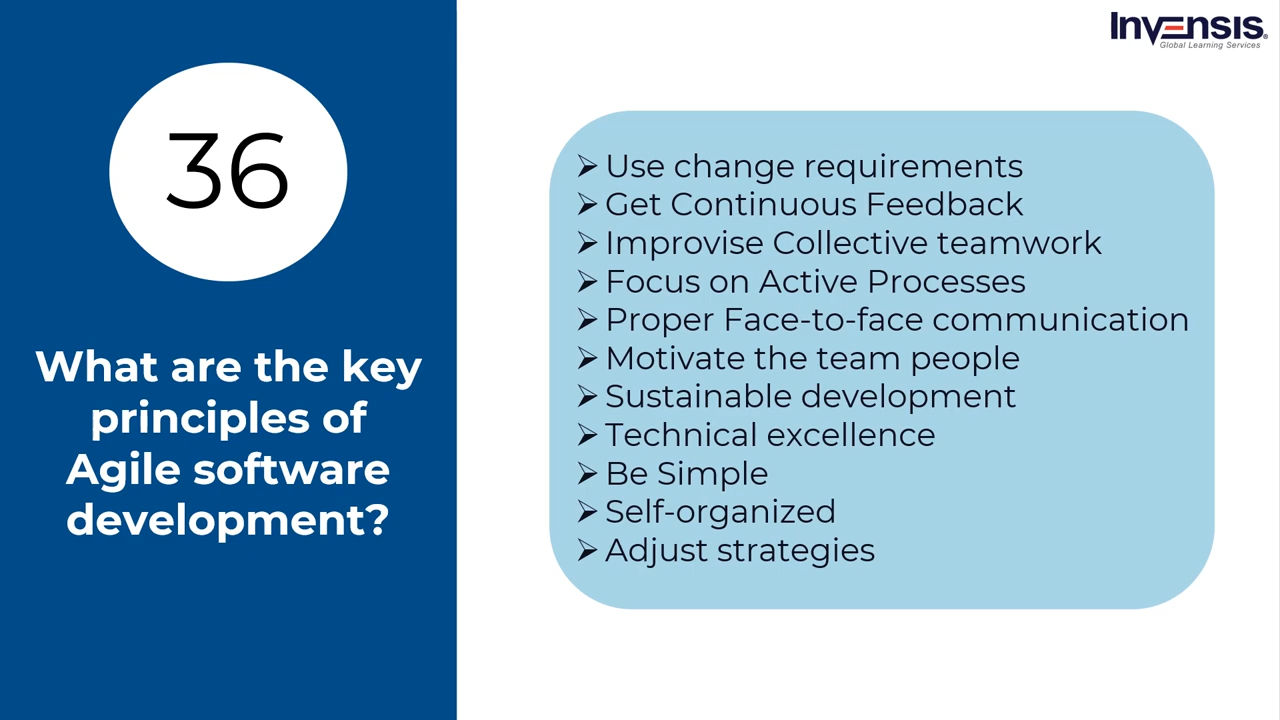 Invensis
Global Learning Services
36
What are the key
principles of
Agile software
development?
➢ Use change requirements
➢ Get Continuous Feedback
➢ Improvise Collective teamwork
➢ Focus on Active Processes
➢ Proper Face-to-face communication
➢ Motivate the team people
➢ Sustainable development
➢ Technical excellence
➢ Be Simple
➢ Self-organized
➢ Adjust strategies